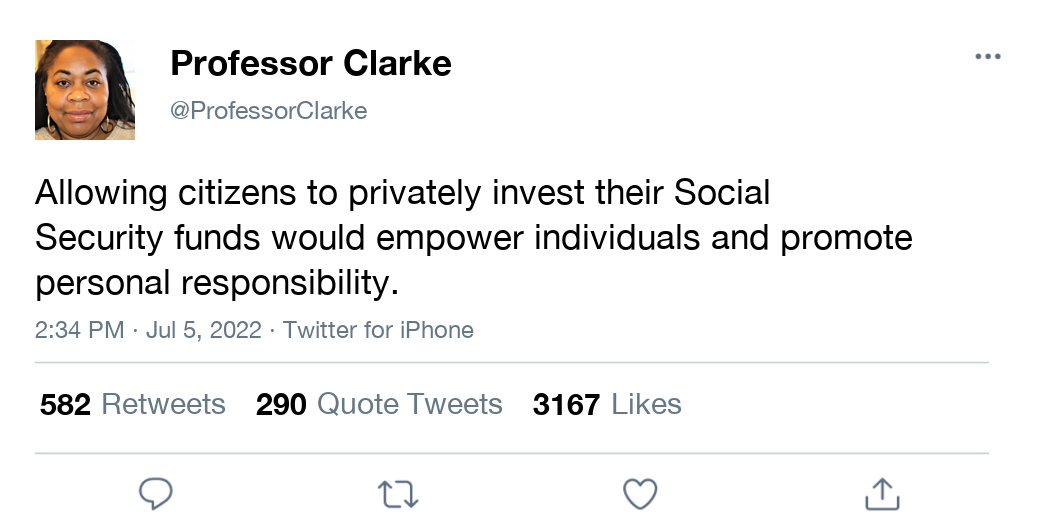 Professor Clarke
@ProfessorClarke
Allowing citizens to privately invest their Social
Security funds would empower individuals and promote
personal responsibility.
2:34 PM · Jul 5, 2022 · Twitter for iPhone
582 Retweets 290 Quote Tweets 3167 Likes